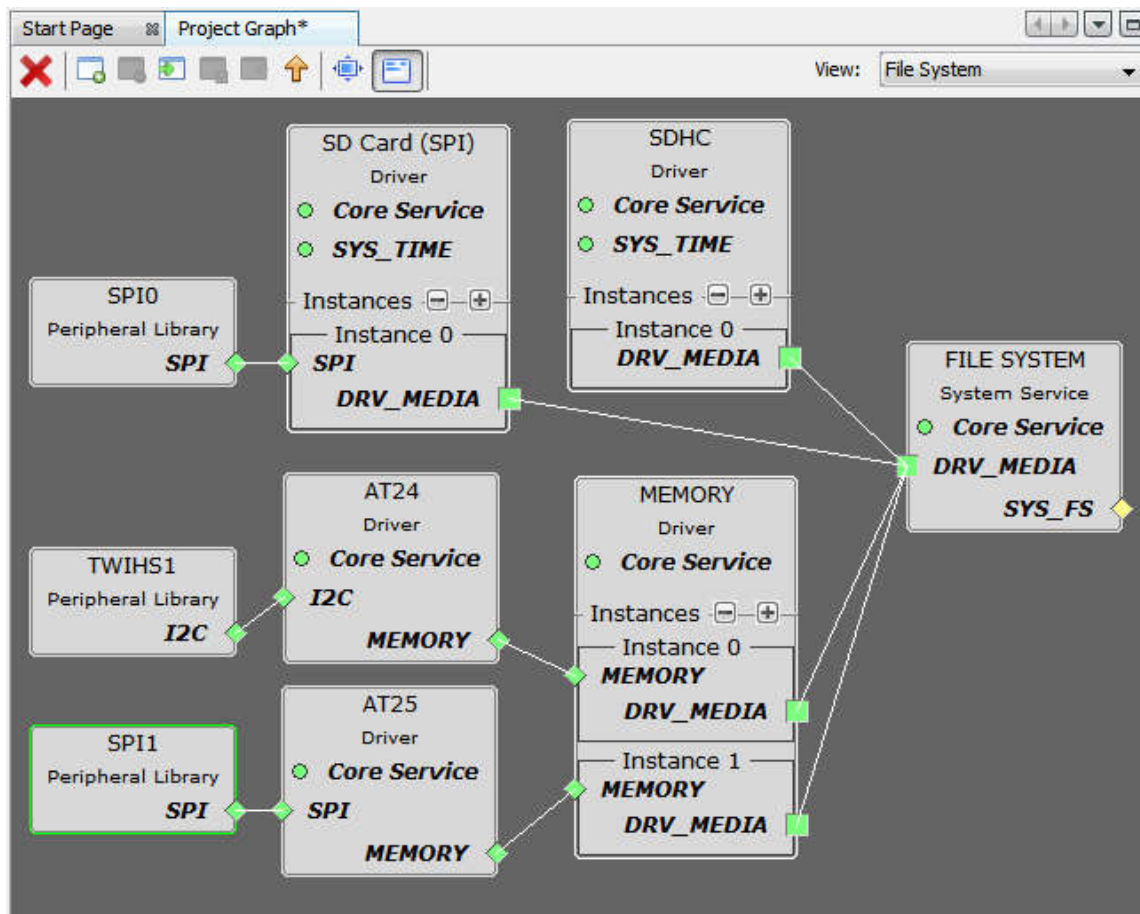 Start Page
Project Graph*
View: File System
SD Card (SPI)
Driver
Core Service
SYS_TIME
Instances
Instance 0
SPI
DRV_MEDIA
SDHC
Driver
Core Service
SYS_TIME
Instances
Instance 0
DRV_MEDIA
SPI0
Peripheral Library
SPI
FILE SYSTEM
System Service
Core Service
DRV_MEDIA
SYS_FS
AT24
Driver
Core Service
I2C
MEMORY
MEMORY
Driver
Core Service
Instances
Instance 0
MEMORY
DRV_MEDIA
Instance 1
MEMORY
DRV_MEDIA
TWIHS1
Peripheral Library
I2C
AT25
Driver
Core Service
SPI
MEMORY
SPI1
Peripheral Library
SPI